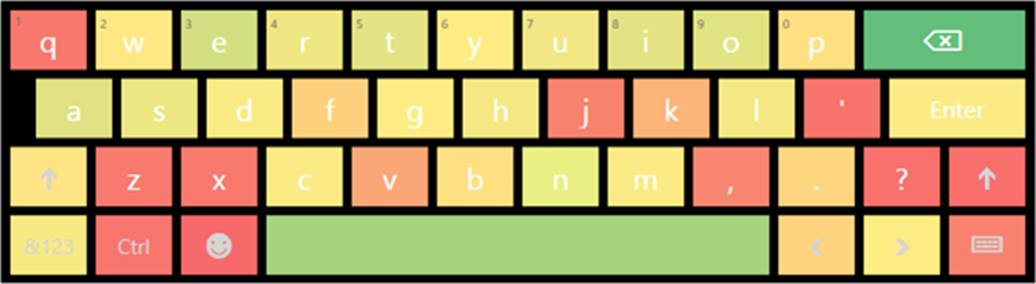 1 q 2 w 3 e 4 r 5 t 6 y 7 u 8 i 9 o 0 p
a s d f g h j k l ' Enter
z x c v b n m , . ?
&123 Ctrl < >